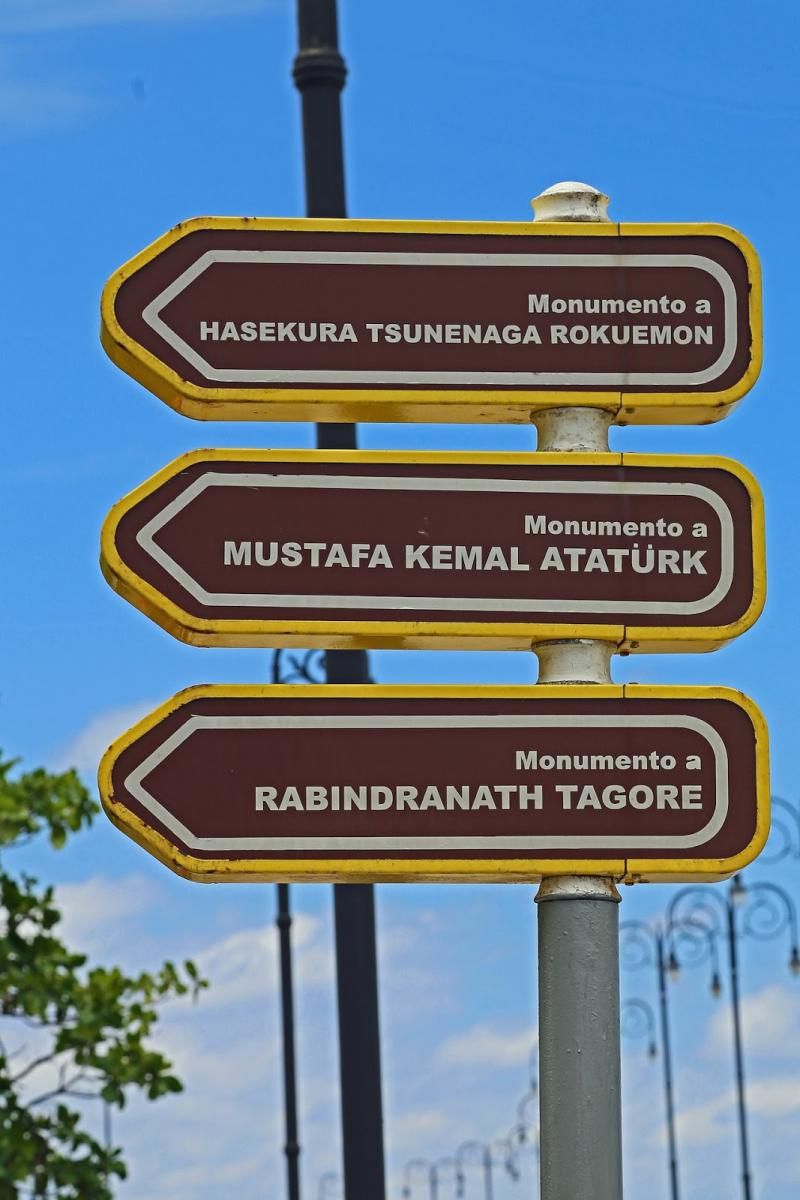 Monumento a
HASEKURA TSUNENAGA ROKUEMON
Monumento a
MUSTAFA KEMAL ATATÜRK
Monumento a
RABINDRANATH TAGORE